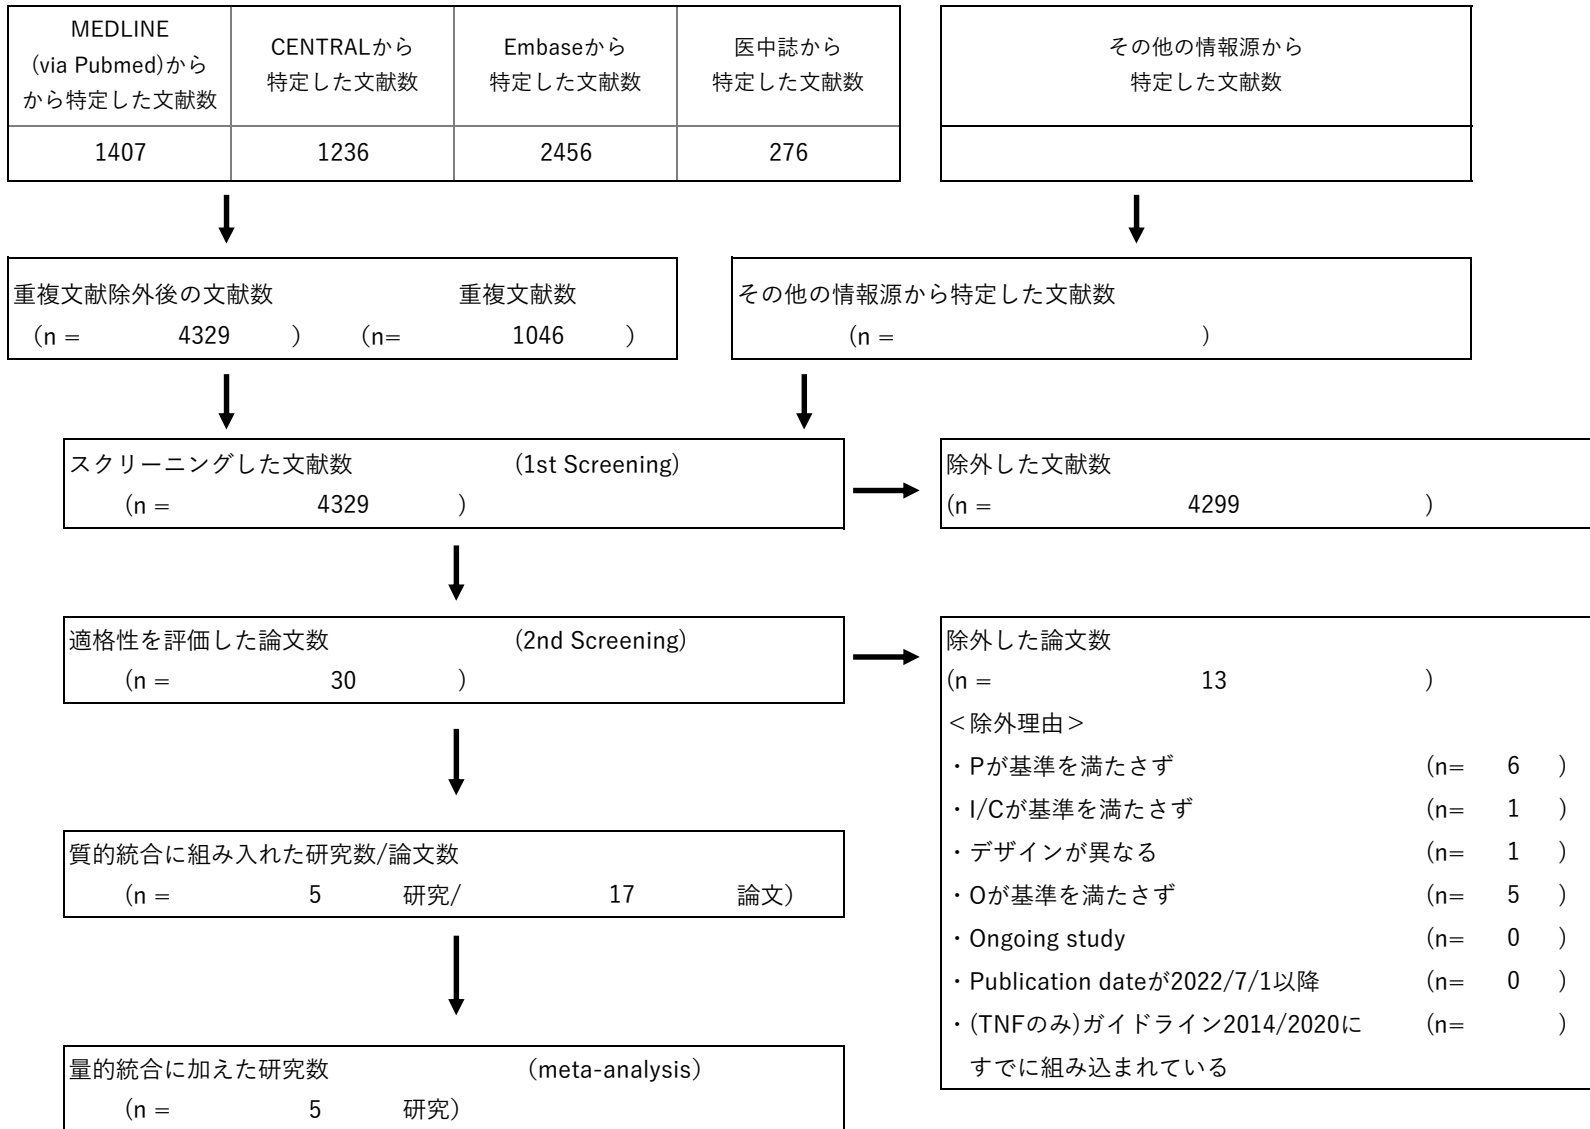 MEDLINE
(via Pubmed)から
から特定した文献数
CENTRALから
特定した文献数
Embaseから
特定した文献数
医中誌から
特定した文献数
その他の情報源から
特定した文献数
1407 1236 2456 276
重複文献除外後の文献数 重複文献数
(n = 4329 ) (n= 1046 )
その他の情報源から特定した文献数
(n = )
スクリーニングした文献数 (1st Screening)
(n = 4329 )
除外した文献数
(n = 4299 )
適格性を評価した論文数 (2nd Screening)
(n = 30 )
除外した論文数
(n = 13 )
＜除外理由＞
・Pが基準を満たさず (n= 6 )
・I/Cが基準を満たさず (n= 1 )
・デザインが異なる (n= 1 )
・Oが基準を満たさず (n= 5 )
・Ongoing study (n= 0 )
・Publication dateが2022/7/1以降 (n= 0 )
・(TNFのみ)ガイドライン2014/2020に (n= )
すでに組み込まれている
質的統合に組み入れた研究数/論文数
(n = 5 研究/ 17 論文)
量的統合に加えた研究数 (meta-analysis)
(n = 5 研究)